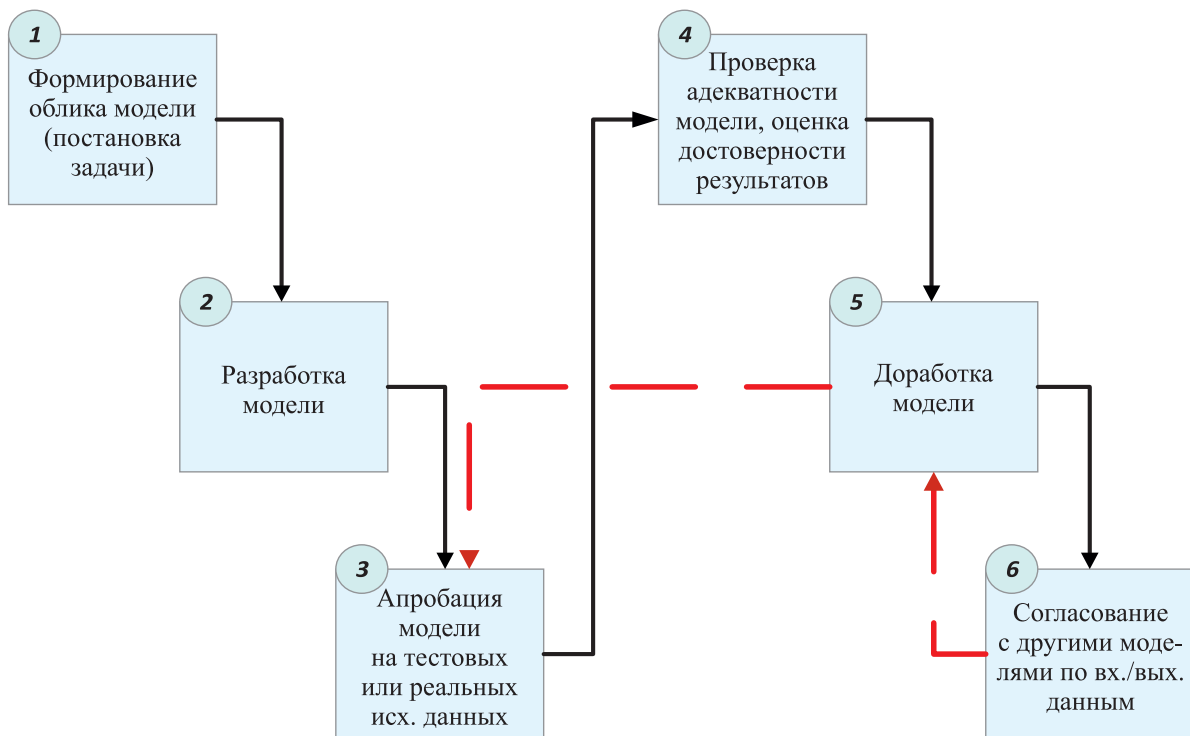 1
Формирование
облика модели
(постановка
задачи)
2
Разработка
модели
3
Апробация
модели
на тестовых
или реальных
исх. данных
4
Проверка
адекватности
модели, оценка
достоверности
результатов
5
Доработка
модели
6
Согласование
с другими моде-
лями по вх./вых.
данным